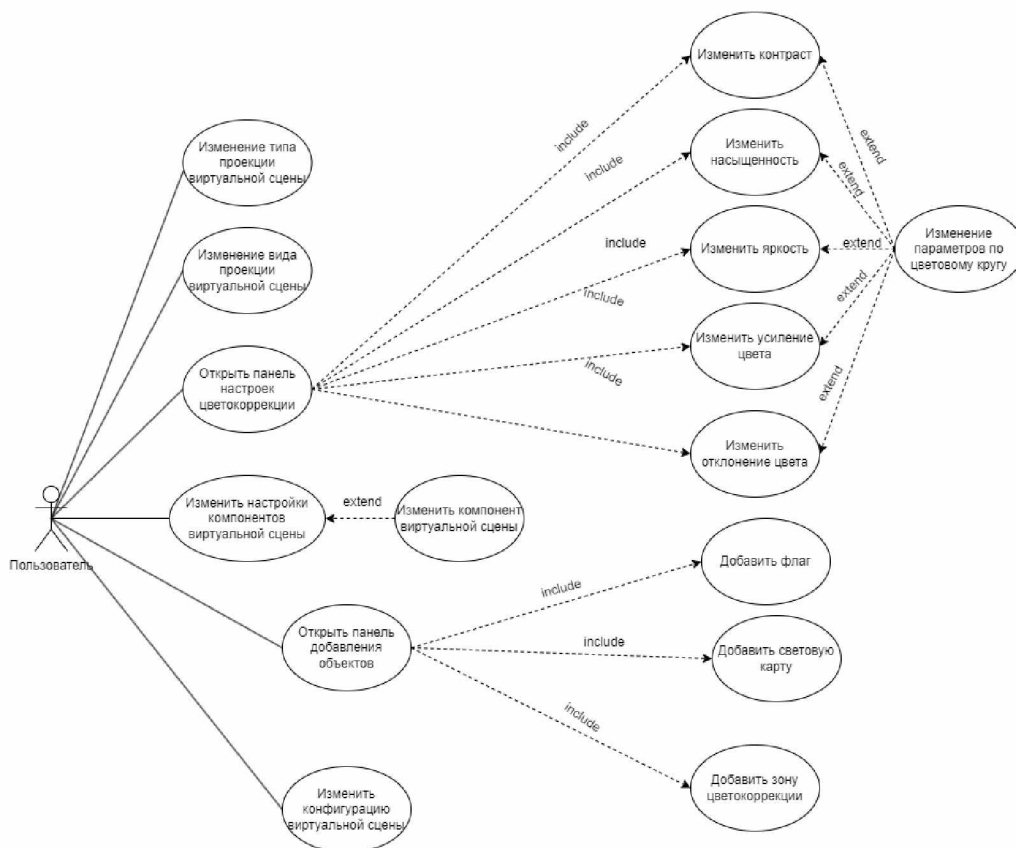 Изменить контраст
include
extend
Изменение типа
проекции
виртуальной сцены
Изменить
насыщенность
include
extend
Изменение вида
проекции
виртуальной сцены
include
Изменить яркость
extend
Изменение
параметров по
цветовому кругу
include
extend
Изменить усиление
цвета
Открыть панель
настроек
цветокоррекции
include
extend
Изменить
отклонение цвета
Изменить настройки
компонентов
виртуальной сцены
extend
Изменить компонент
виртуальной сцены
Пользователь
include
Добавить флаг
Открыть панель
добавления
объектов
include
Добавить световую
карту
include
Добавить зону
цветокоррекции
Изменить
конфигурацию
виртуальной сцены